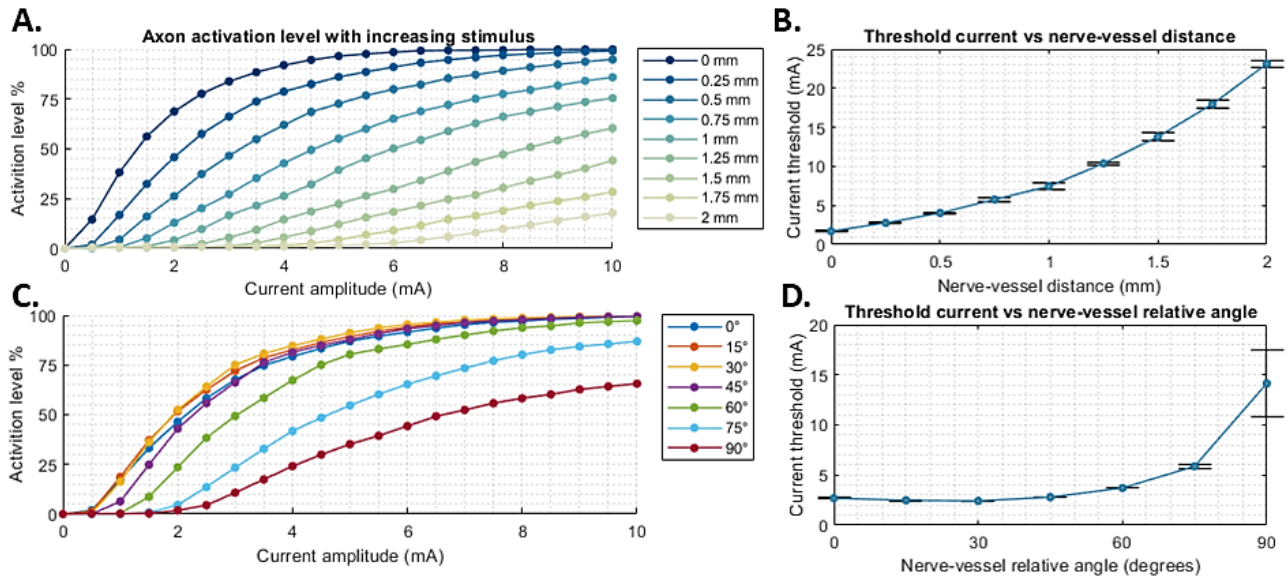 A.
Axon activation level with increasing stimulus
Activition level %
100
75
50
25
0
0 2 4 6 8 10
Current amplitude (mA)
0 mm
0.25 mm
0.5 mm
0.75 mm
1 mm
1.25 mm
1.5 mm
1.75 mm
2 mm
B.
Threshold current vs nerve-vessel distance
Current threshold (mA)
25
20
15
10
5
0
0 0.5 1 1.5 2
Nerve-vessel distance (mm)
C.
Activition level %
100
75
50
25
0
0 2 4 6 8 10
Current amplitude (mA)
0°
15°
30°
45°
60°
75°
90°
D.
Threshold current vs nerve-vessel relative angle
Current threshold (mA)
20
15
10
5
0
0 30 60 90
Nerve-vessel relative angle (degrees)